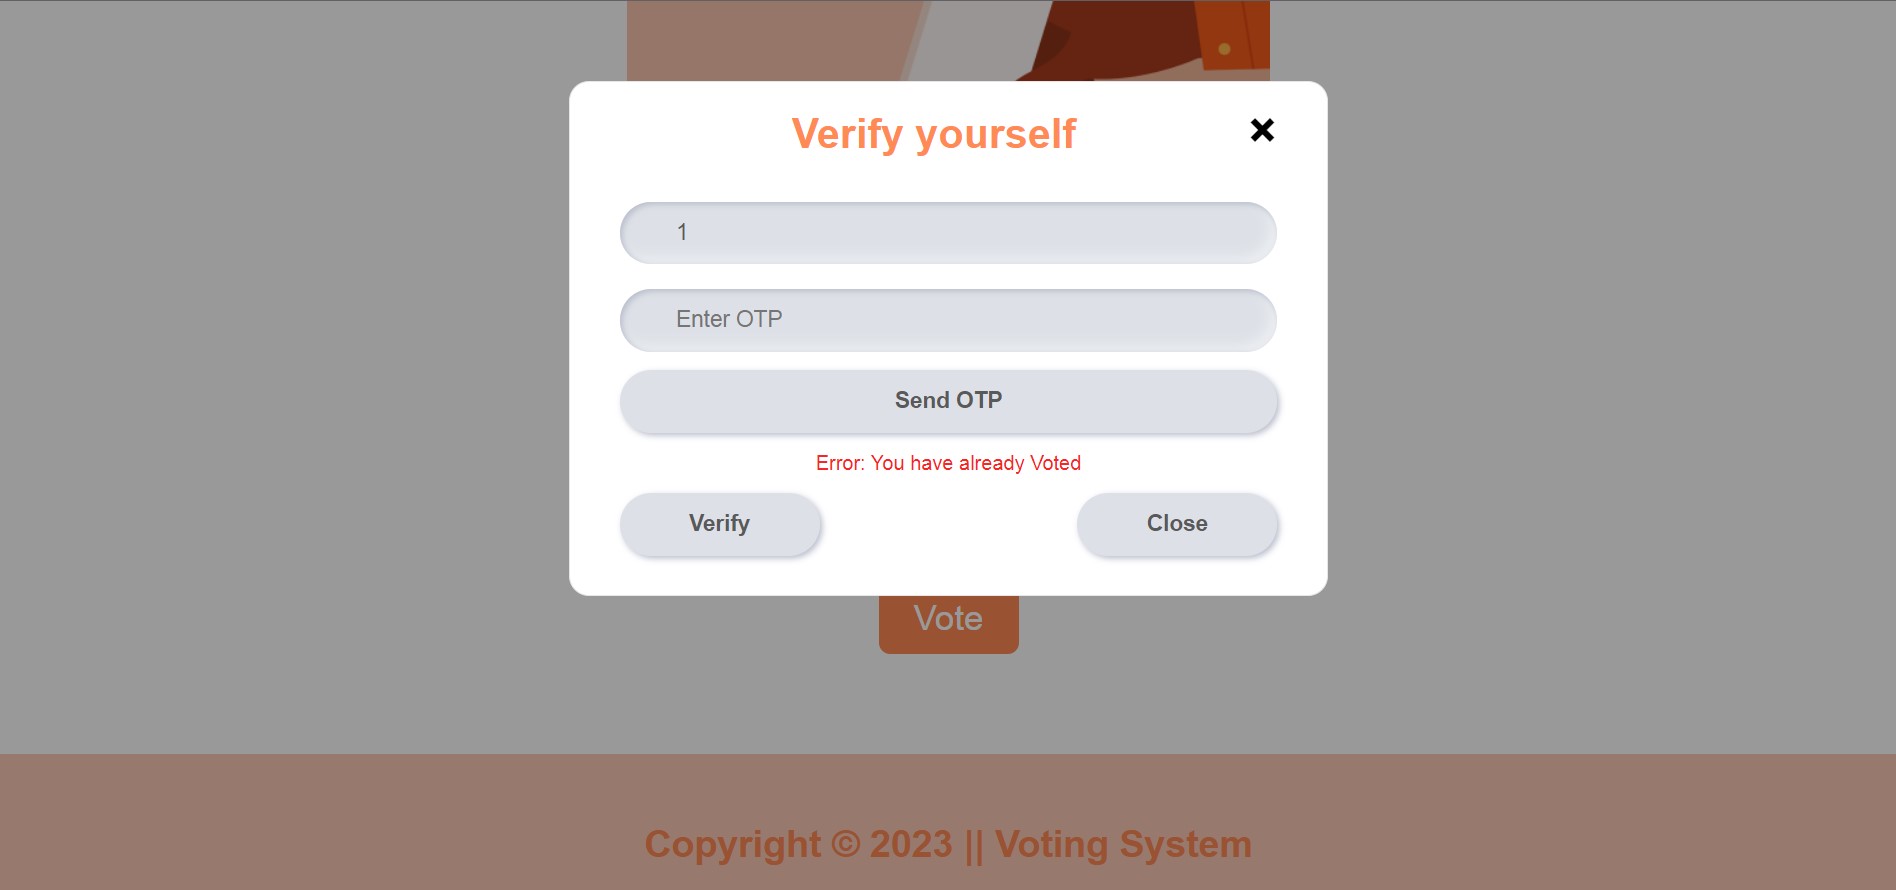 Verify yourself
1
Enter OTP
Send OTP
Error: You have already Voted
Verify
Close
Vote
Copyright © 2023 || Voting System